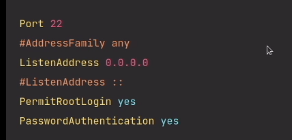 Port 22
#AddressFamily any
ListenAddress 0.0.0.0
#ListenAddress ::
PermitRootLogin yes
PasswordAuthentication yes